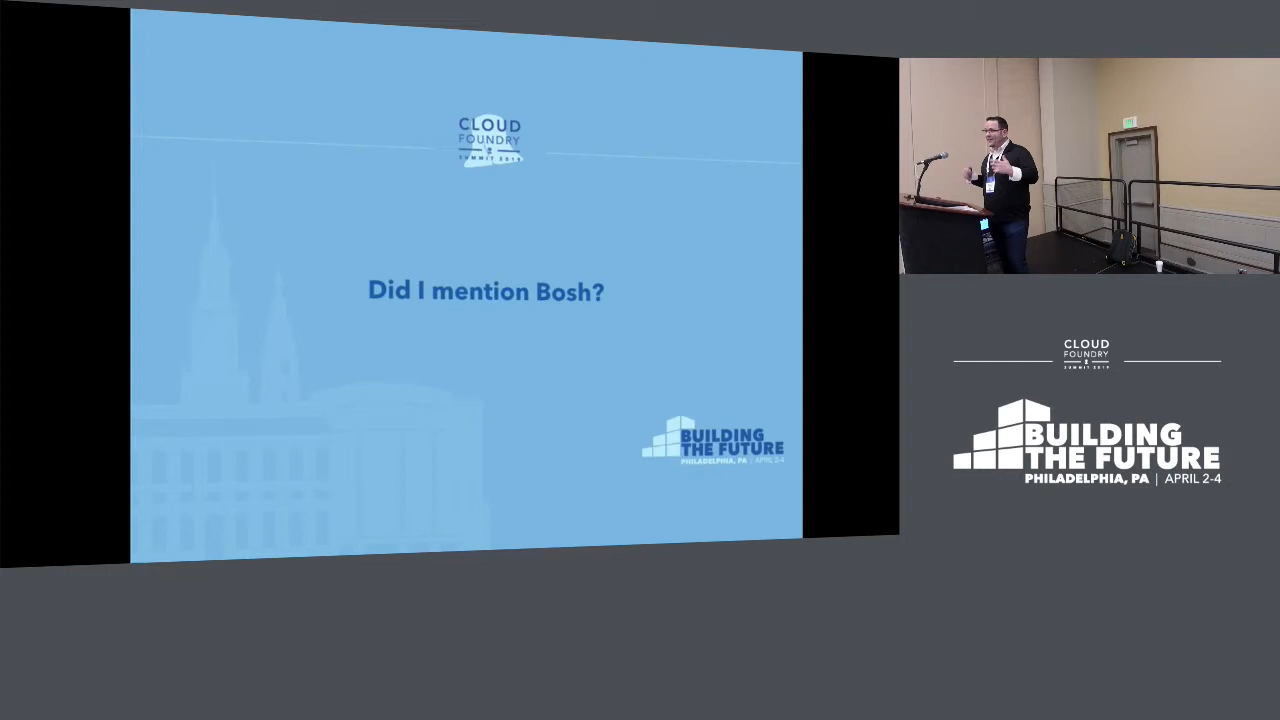 CLOUD
FOUNDRY
SUMMIT 2019
Did I mention Bosh?
BUILDING
THE FUTURE
PHILADELPHIA, PA | APRIL 2-4
CLOUD
FOUNDRY
SUMMIT 2019
BUILDING
THE FUTURE
PHILADELPHIA, PA | APRIL 2-4